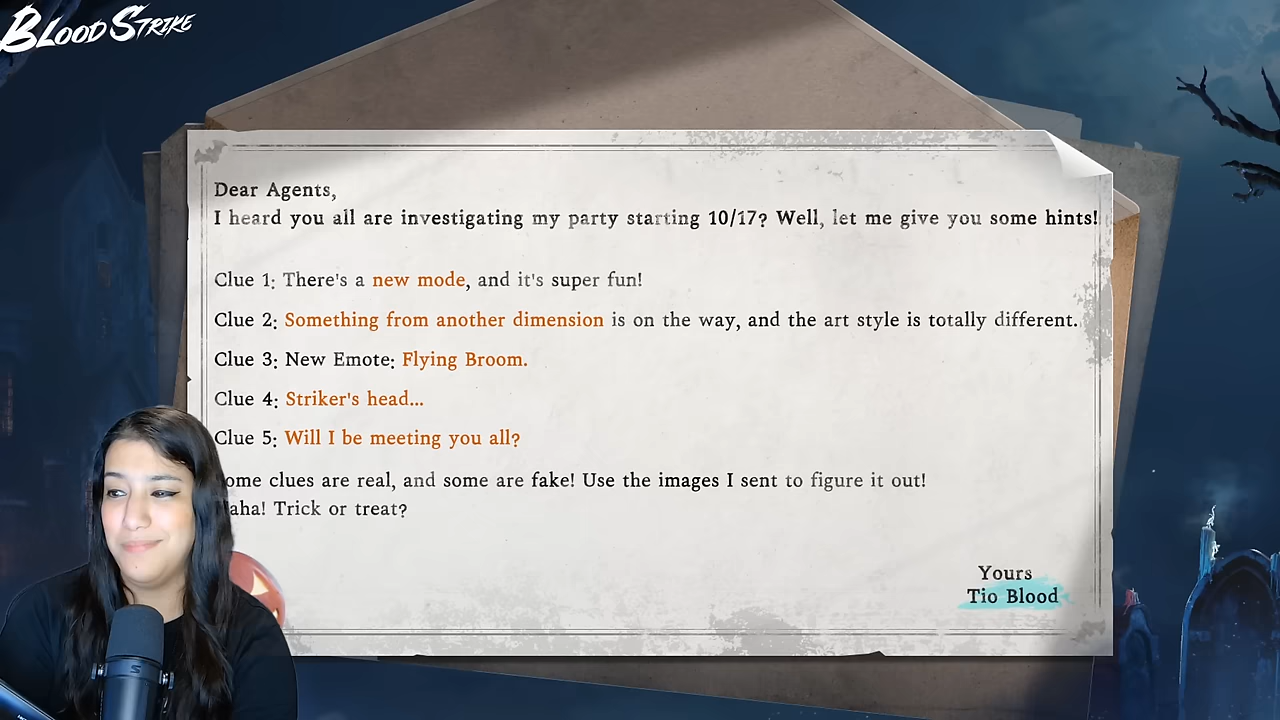 BLOOD STRIKE
Dear Agents,
I heard you all are investigating my party starting 10/17? Well, let me give you some hints!
Clue 1: There's a new mode, and it's super fun!
Clue 2: Something from another dimension is on the way, and the art style is totally different.
Clue 3: New Emote: Flying Broom.
Clue 4: Striker's head...
Clue 5: Will I be meeting you all?
ome clues are real, and some are fake! Use the images I sent to figure it out!
aha! Trick or treat?
Yours
Tio Blood